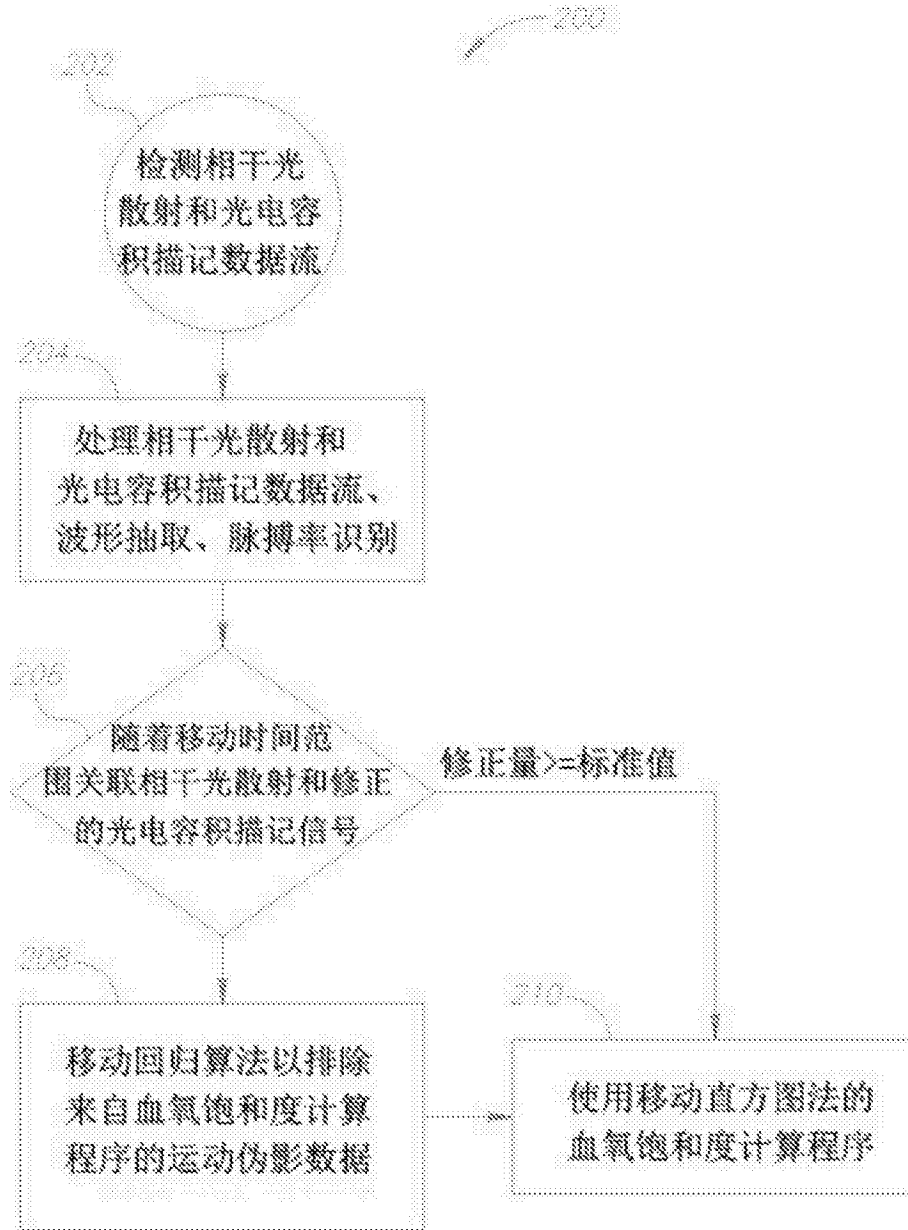 200
202
检测相干光
散射和光电容
积描记数据流
204
处理相干光散射和
光电容积描记数据流、
波形抽取、脉搏率识别
206
随着移动时间范
围关联相干光散射和修正
的光电容积描记信号
修正量>=标准值
208
移动回归算法以排除
来自血氧饱和度计算
程序的运动伪影数据
210
使用移动直方图法的
血氧饱和度计算程序